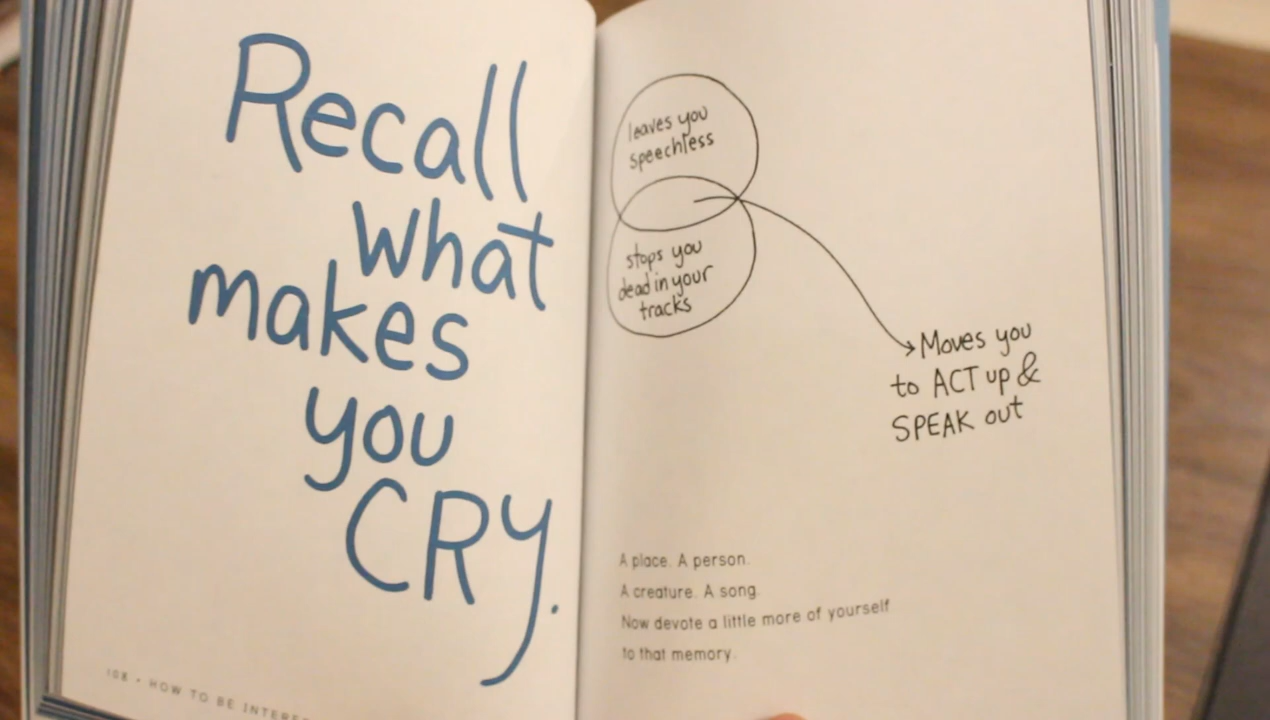 Recall
what
makes
you
CRY.
108 • HOW TO BE
leaves you
speechless
stops you
dead in your
tracks
Moves you
to ACT up &
SPEAK out
A place. A person.
A creature. A song.
Now devote a little more of yourself
to that memory.